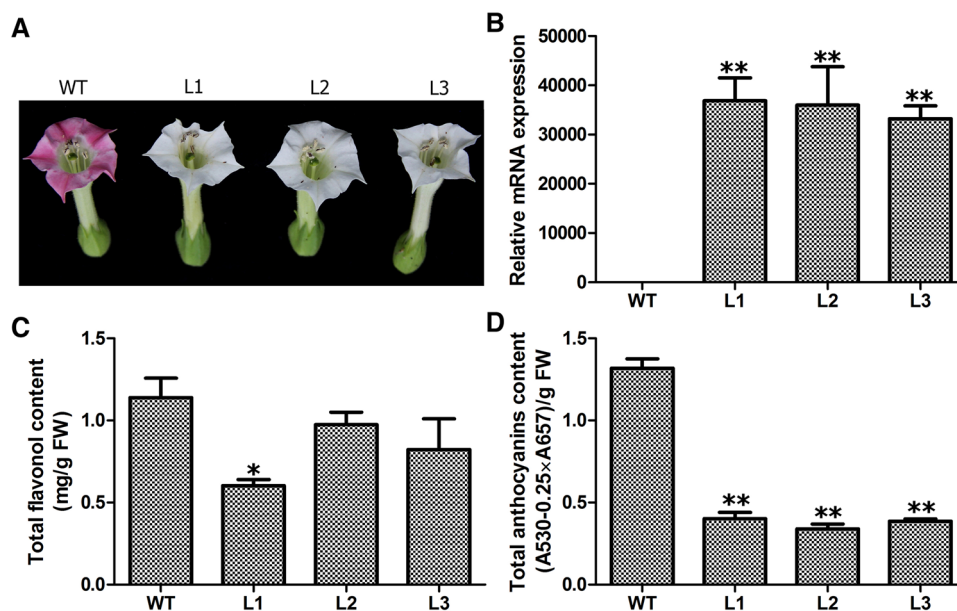 A
WT L1 L2 L3
B
Relative mRNA expression
50000
40000
30000
20000
10000
0
** ** **
WT L1 L2 L3
C
Total flavonol content
(mg/g FW)
1.5
1.0
0.5
0.0
*
WT L1 L2 L3
D
Total anthocyanins content
(A530-0.25×A657)/g FW
1.5
1.0
0.5
0.0
** ** **
WT L1 L2 L3